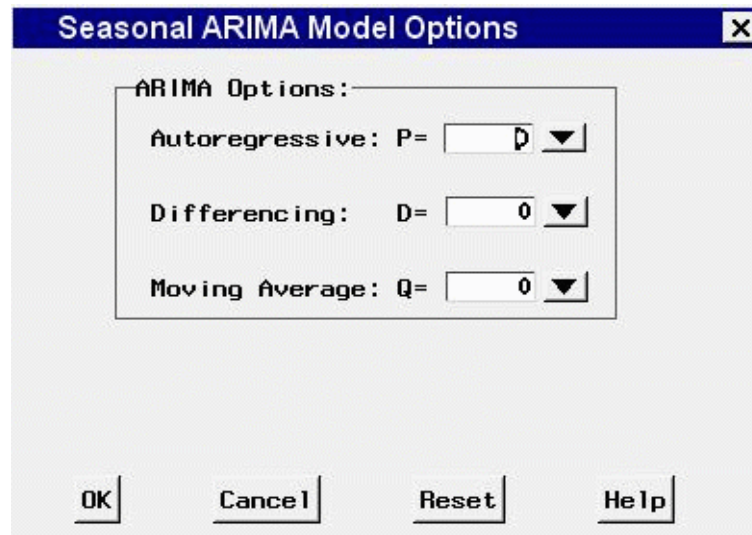 Seasonal ARIMA Model Options
ARIMA Options:
Autoregressive: P= 0
Differencing: D= 0
Moving Average: Q= 0
OK Cancel Reset Help